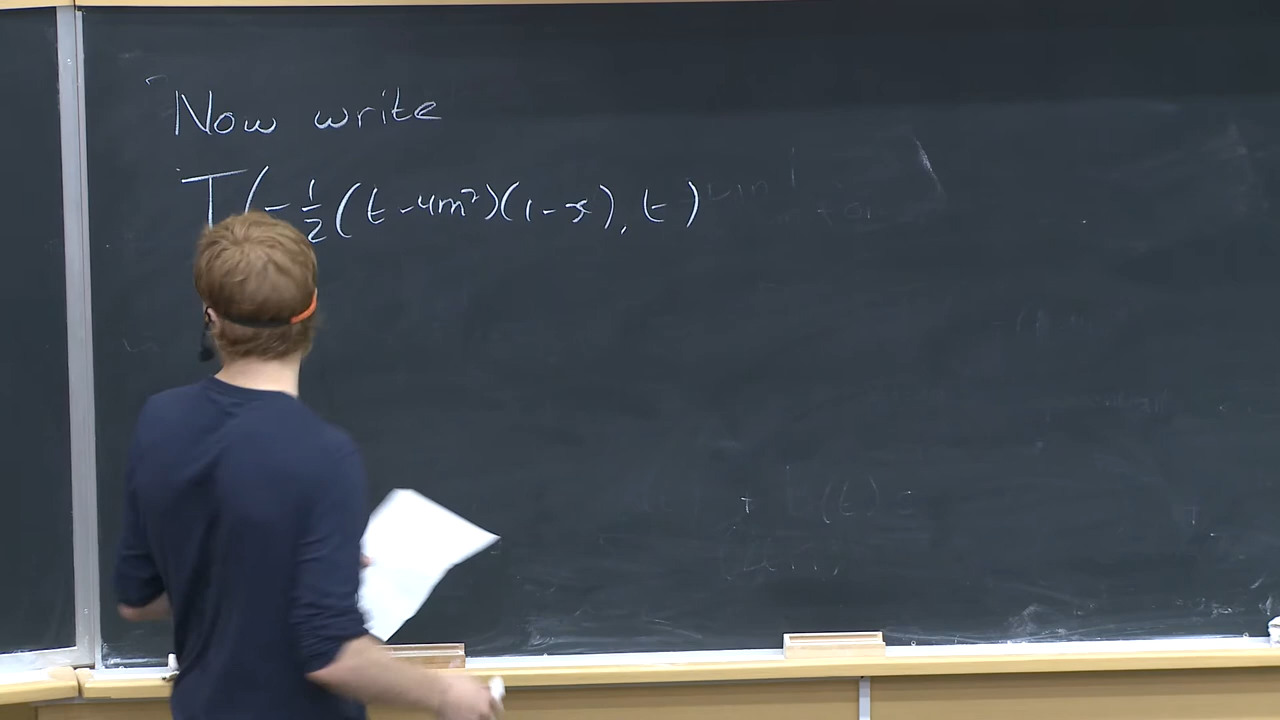 Now write
T(-½(t-4m²)(1-x), t)